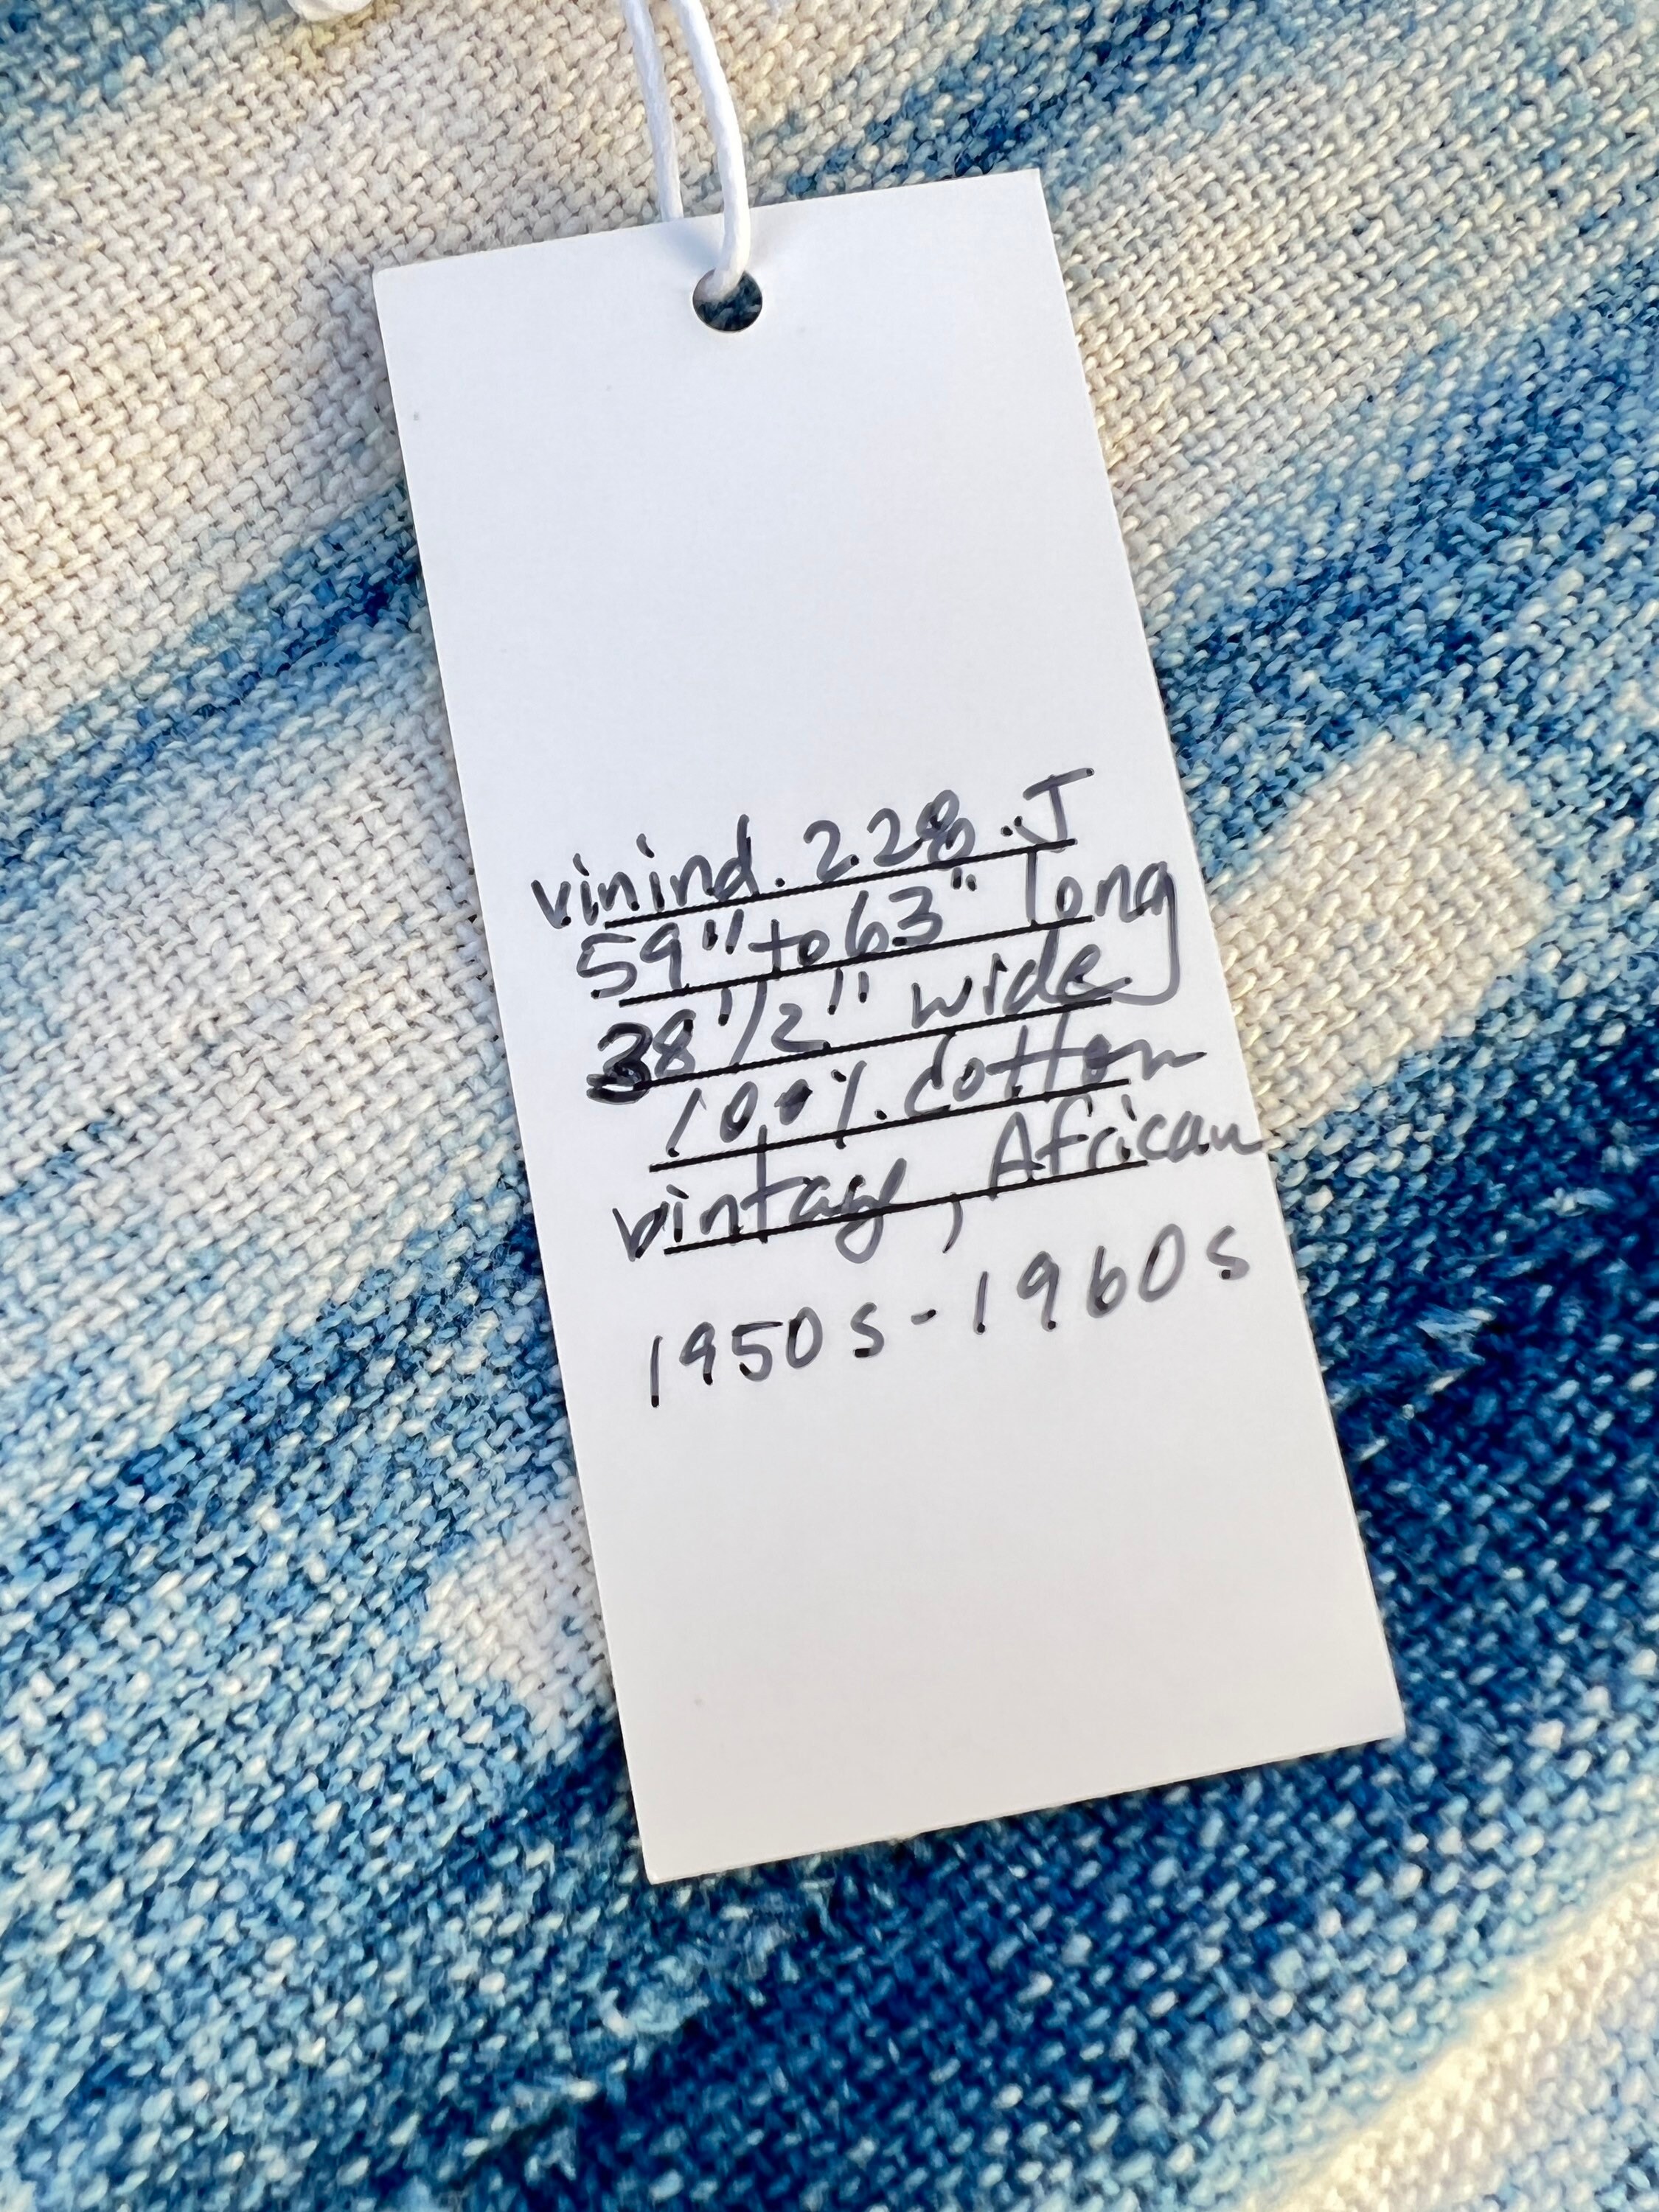 vinind.228.J
59" to 63" long
38 1/2" wide
100% cotton
vintage, African
1950s-1960s